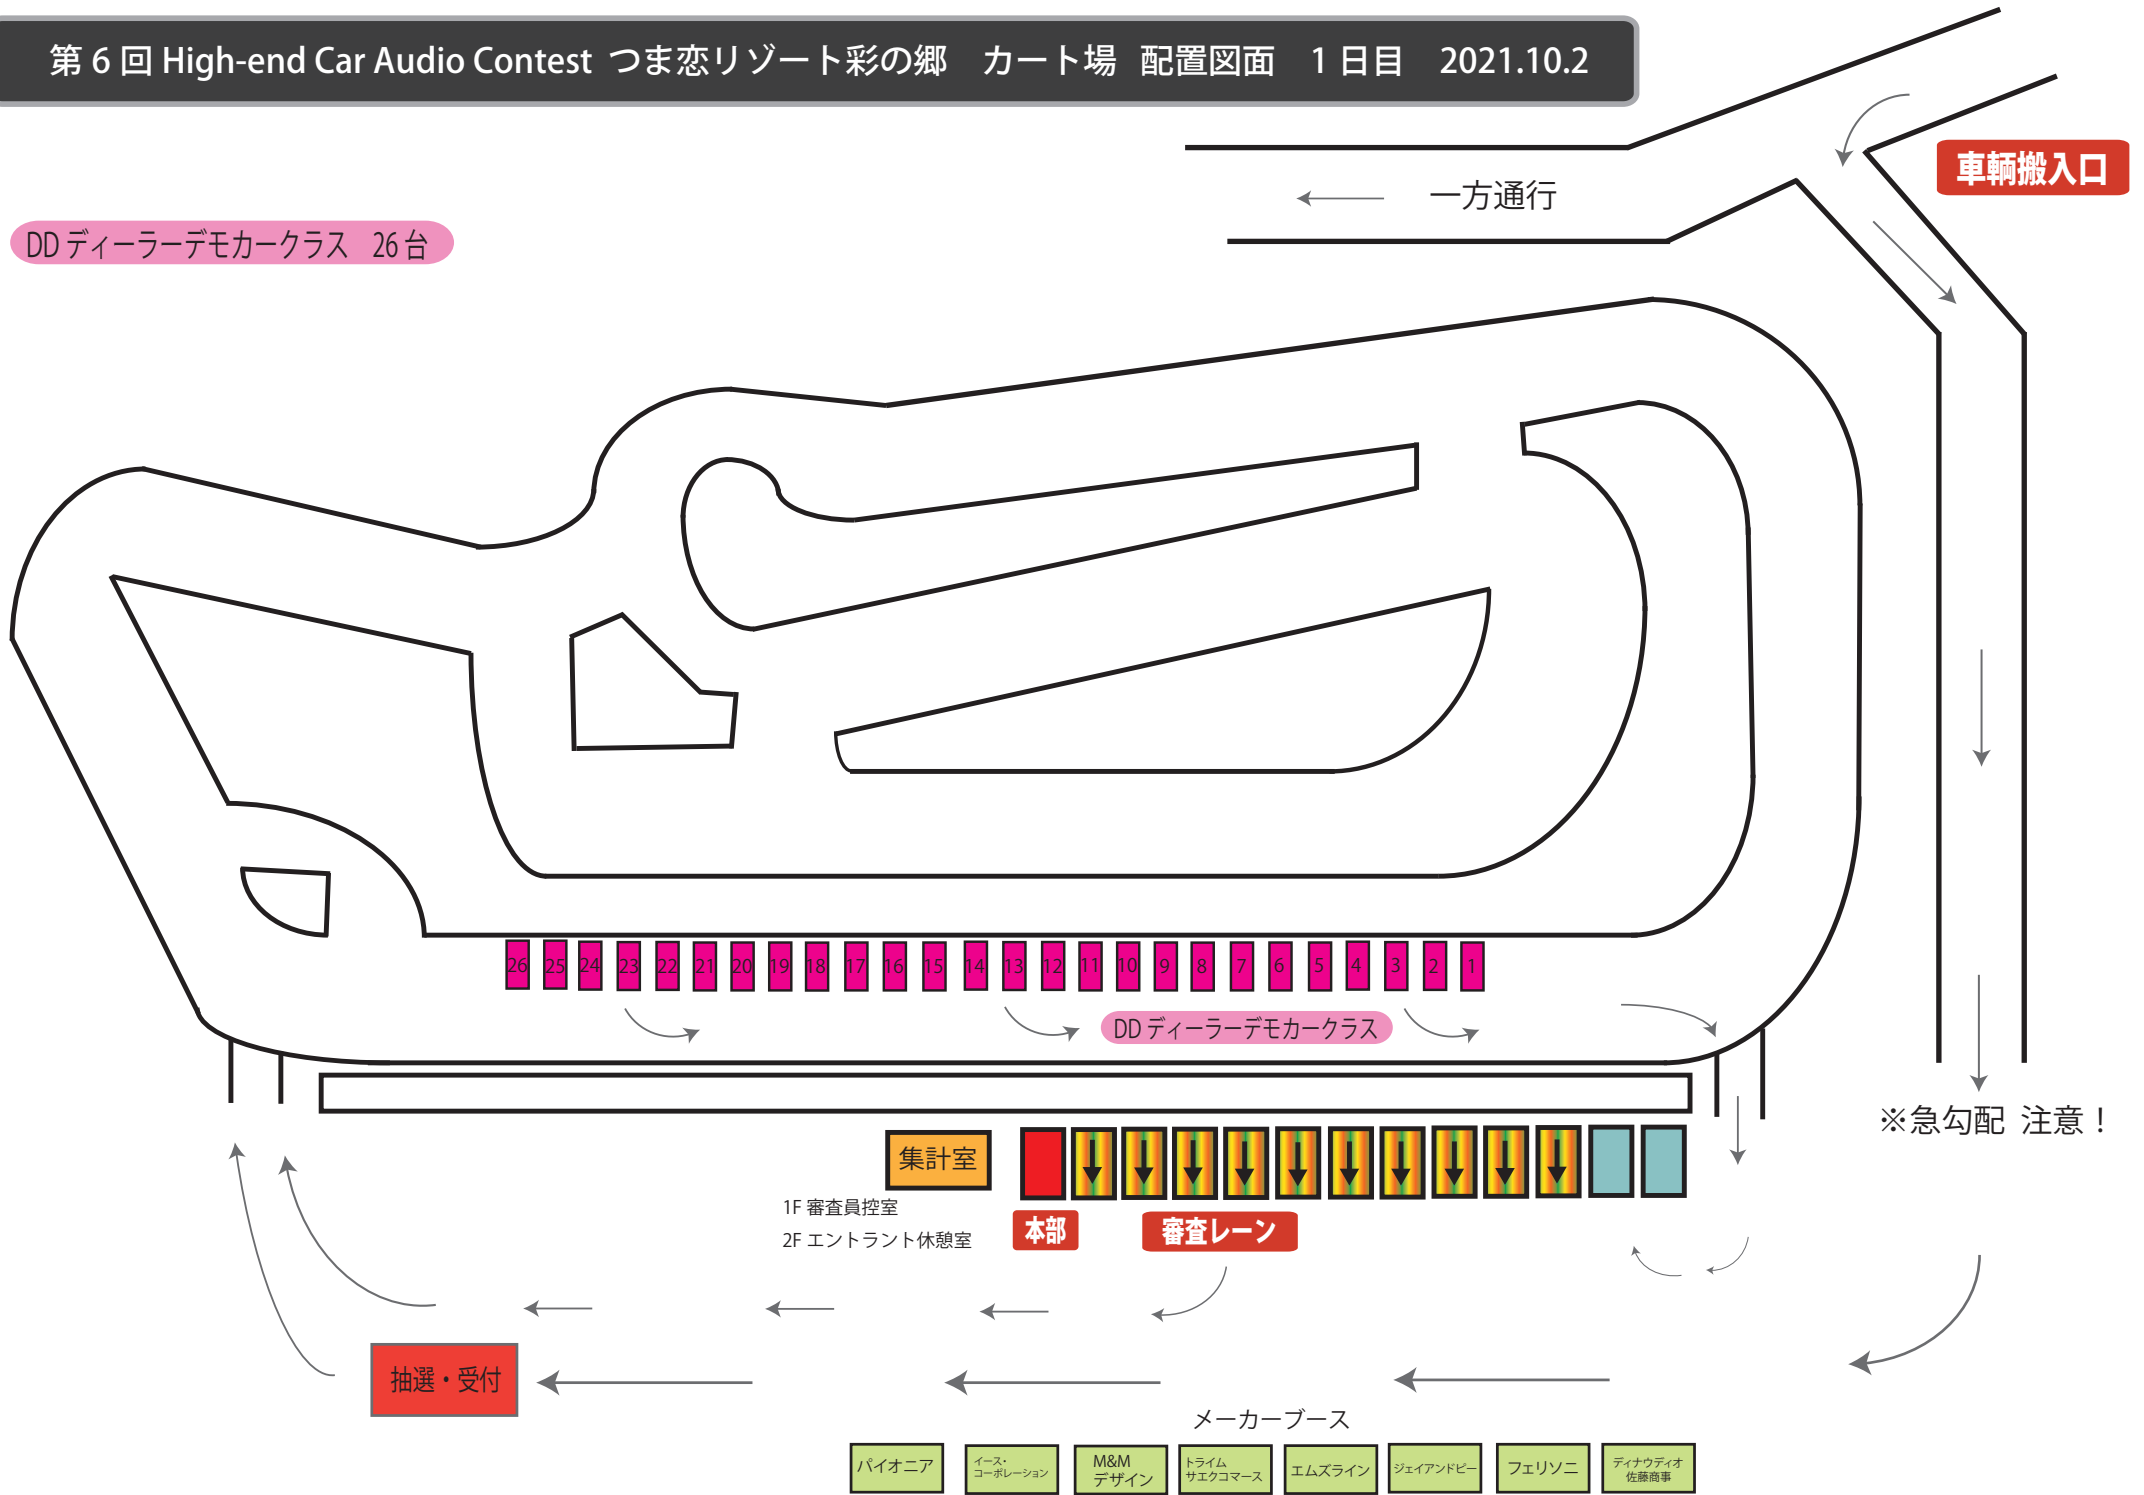 第 6 回 High-end Car Audio Contest つま恋リゾート彩の郷　カート場 配置図面　1 日目　2021.10.2
車輌搬入口
一方通行
DD ディーラーデモカークラス　26 台
26 25 24 23 22 21 20 19 18 17 16 15 14 13 12 11 10 9 8 7 6 5 4 3 2 1
DD ディーラーデモカークラス
※急勾配 注意！
集計室
1F 審査員控室
2F エントラント休憩室
本部
審査レーン
抽選・受付
メーカーブース
パイオニア
イース・
コーポレーション
M&M
デザイン
トライム
サエクコマース
エムズライン
ジェイアンドピー
フェリソニ
ディナウディオ
佐藤商事